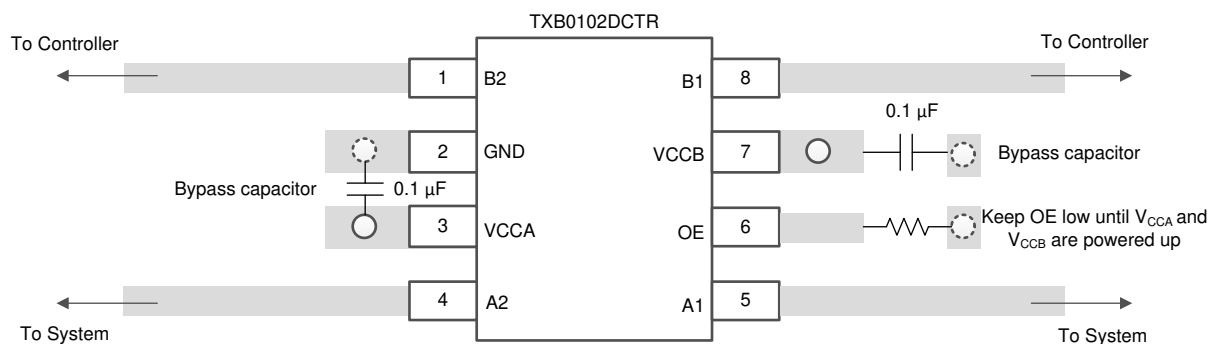 TXB0102DCTR
To Controller
To Controller
1
B2
B1
8
0.1 µF
2
GND
VCCB
7
Bypass capacitor
Bypass capacitor
0.1 µF
3
VCCA
OE
6
Keep OE low until VCCA and
VCCB are powered up
4
A2
A1
5
To System
To System